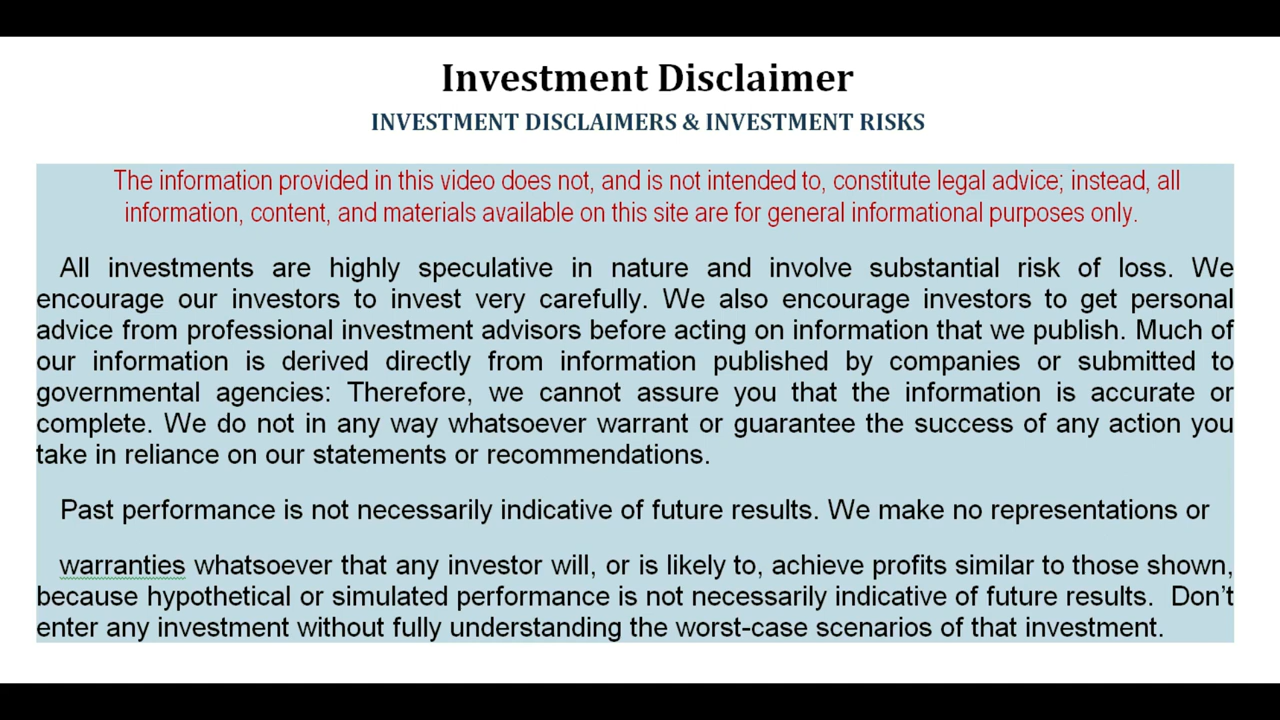 Investment Disclaimer
INVESTMENT DISCLAIMERS & INVESTMENT RISKS
The information provided in this video does not, and is not intended to, constitute legal advice; instead, all
information, content, and materials available on this site are for general informational purposes only.
All investments are highly speculative in nature and involve substantial risk of loss. We
encourage our investors to invest very carefully. We also encourage investors to get personal
advice from professional investment advisors before acting on information that we publish. Much of
our information is derived directly from information published by companies or submitted to
governmental agencies: Therefore, we cannot assure you that the information is accurate or
complete. We do not in any way whatsoever warrant or guarantee the success of any action you
take in reliance on our statements or recommendations.
Past performance is not necessarily indicative of future results. We make no representations or
warranties whatsoever that any investor will, or is likely to, achieve profits similar to those shown,
because hypothetical or simulated performance is not necessarily indicative of future results.  Don’t
enter any investment without fully understanding the worst-case scenarios of that investment.